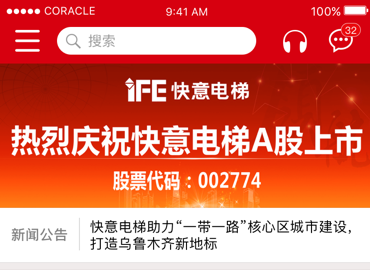 CORACLE 9:41 AM 100%
搜索 32
iFE 快意电梯
热烈庆祝快意电梯A股上市
股票代码：002774
新闻公告
快意电梯助力“一带一路”核心区城市建设，
打造乌鲁木齐新地标